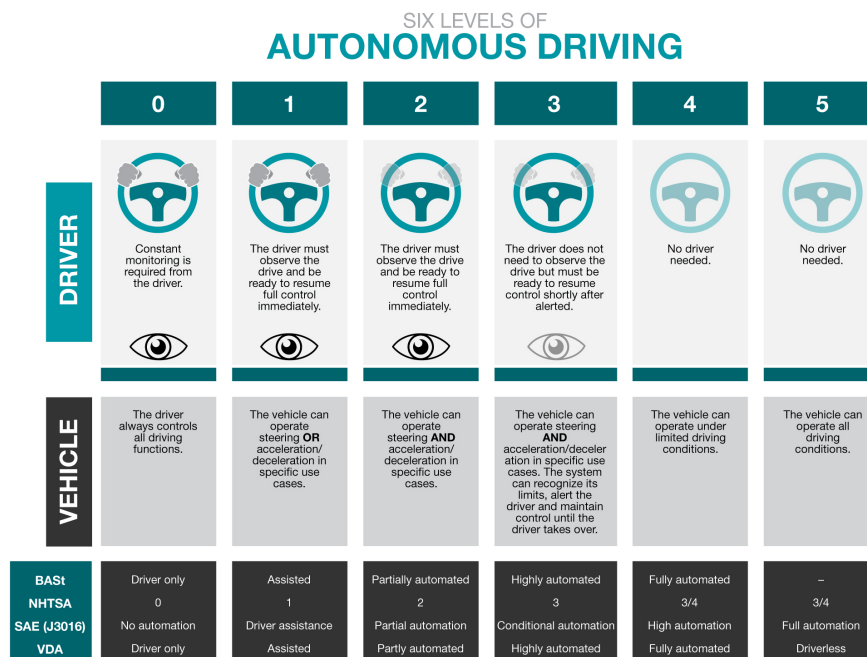 SIX LEVELS OF
AUTONOMOUS DRIVING
0
1
2
3
4
5
DRIVER
Constant
monitoring is
required from
the driver.
The driver must
observe the
drive and be
ready to resume
full control
immediately.
The driver must
observe the drive
and be ready to
resume full
control
immediately.
The driver does not
need to observe the
drive but must be
ready to resume
control shortly after
alerted.
No driver
needed.
No driver
needed.
VEHICLE
The driver
always controls
all driving
functions.
The vehicle can
operate
steering OR
acceleration/
deceleration in
specific use
cases.
The vehicle can
operate
steering AND
acceleration/
deceleration in
specific use
cases.
The vehicle can
operate steering
AND
acceleration/deceler
ation in specific use
cases. The system
can recognize its
limits, alert the
driver and maintain
control until the
driver takes over.
The vehicle can
operate under
limited driving
conditions.
The vehicle can
operate all
driving
conditions.
BASt Driver only Assisted Partially automated Highly automated Fully automated –
NHTSA 0 1 2 3 3/4 3/4
SAE (J3016) No automation Driver assistance Partial automation Conditional automation High automation Full automation
VDA Driver only Assisted Partly automated Highly automated Fully automated Driverless